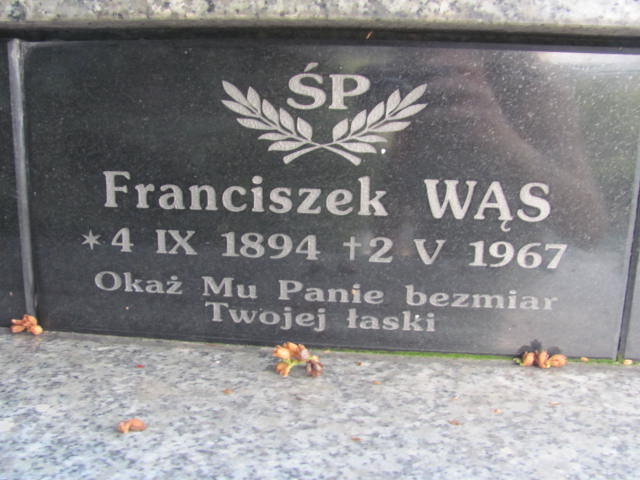 ŚP
Franciszek WĄS
* 4 IX 1894 † 2 V 1967
Okaż Mu Panie bezmiar
Twojej łaski